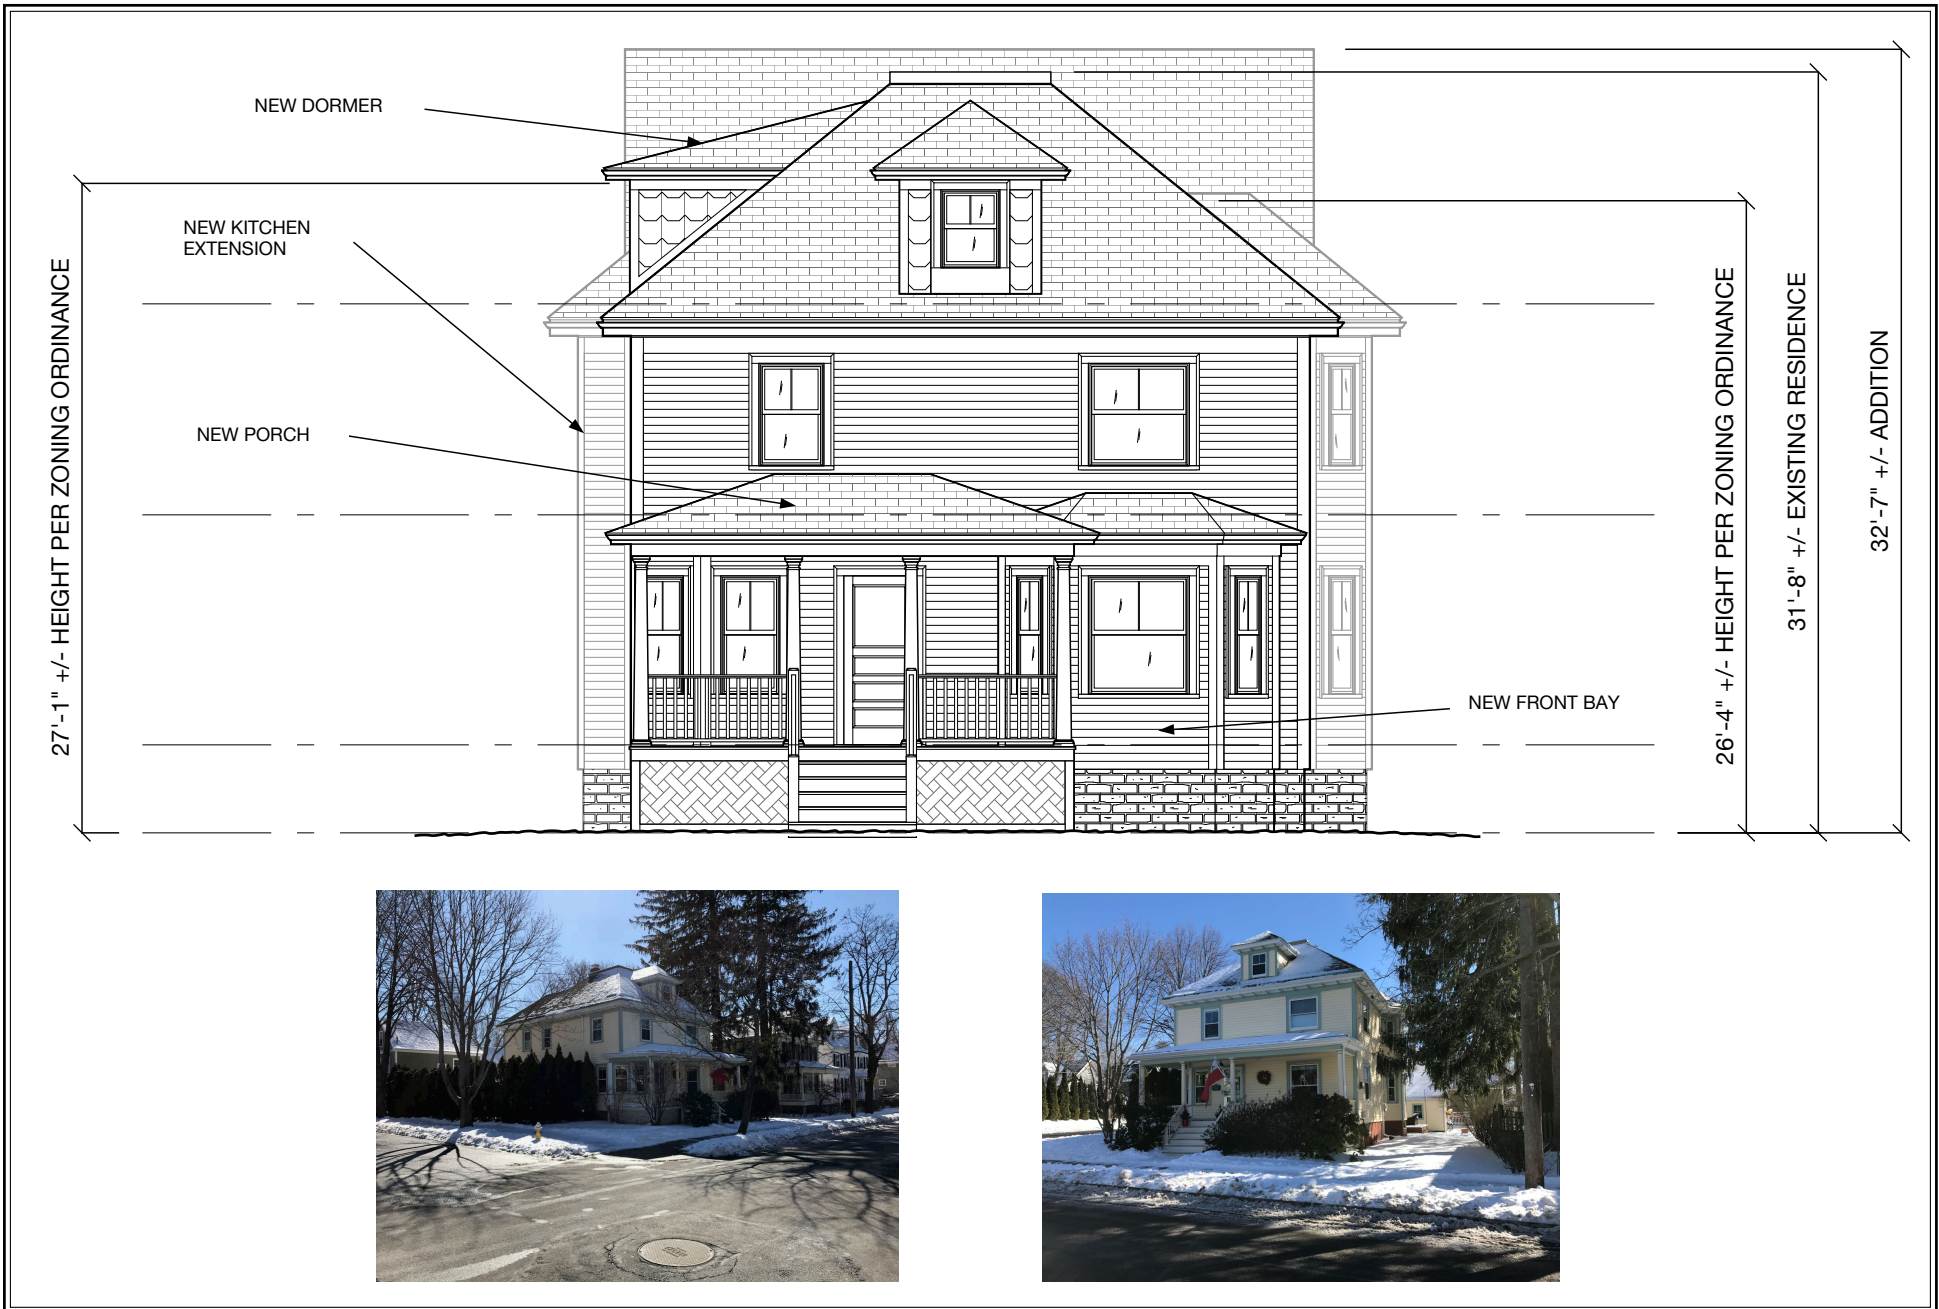 NEW DORMER
NEW KITCHEN
EXTENSION
NEW PORCH
NEW FRONT BAY
27'-1" +/- HEIGHT PER ZONING ORDINANCE
26'-4" +/- HEIGHT PER ZONING ORDINANCE
31'-8" +/- EXISTING RESIDENCE
32'-7" +/- ADDITION